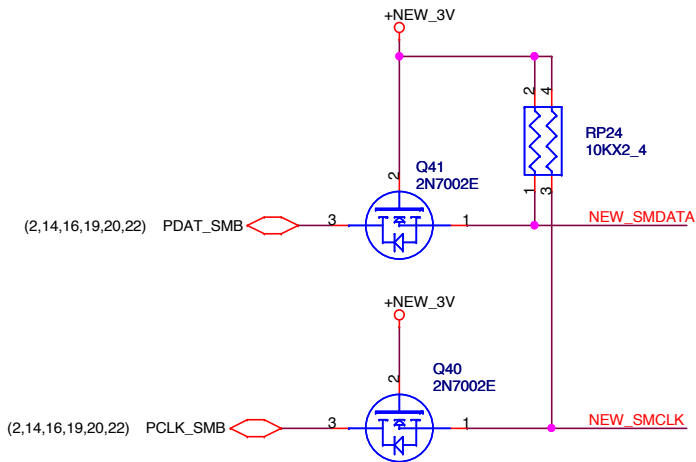 +NEW_3V
2
4
RP24
10KX2_4
Q41
2N7002E
2
1
3
(2,14,16,19,20,22) PDAT_SMB
3
1
NEW_SMDATA
+NEW_3V
Q40
2N7002E
2
(2,14,16,19,20,22) PCLK_SMB
3
1
NEW_SMCLK